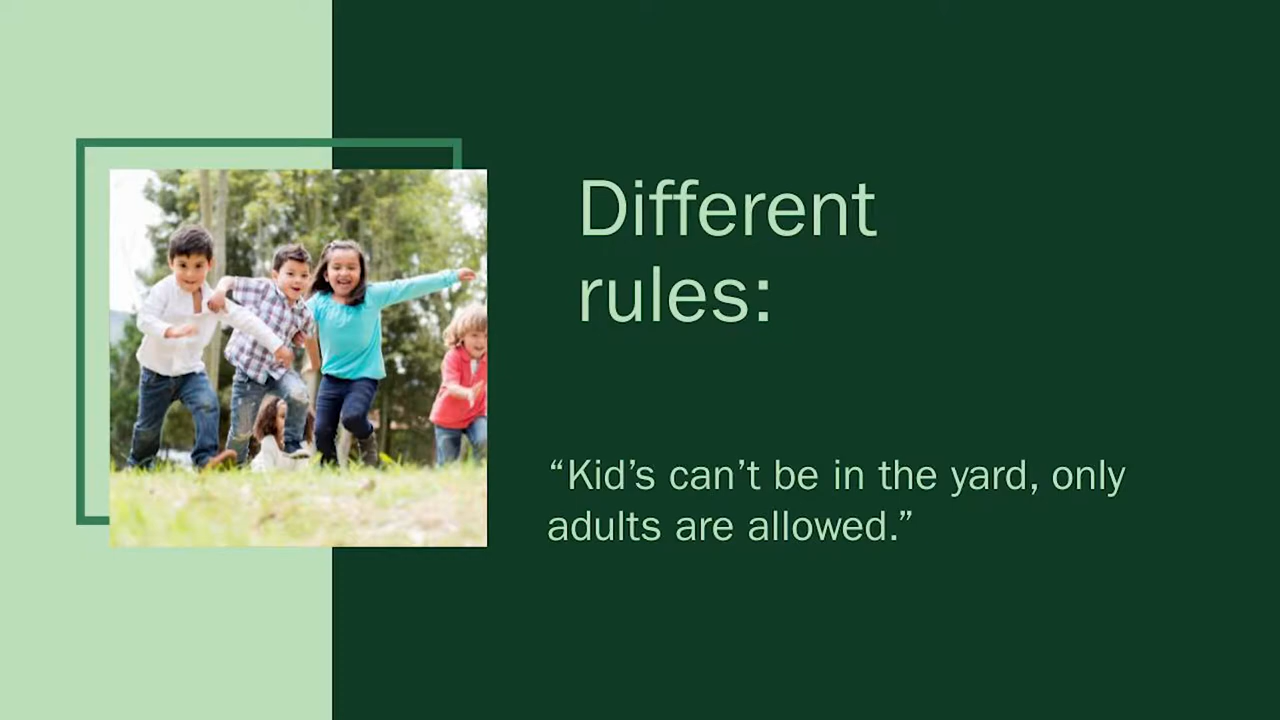 Different
rules:
“Kid’s can’t be in the yard, only
adults are allowed.”